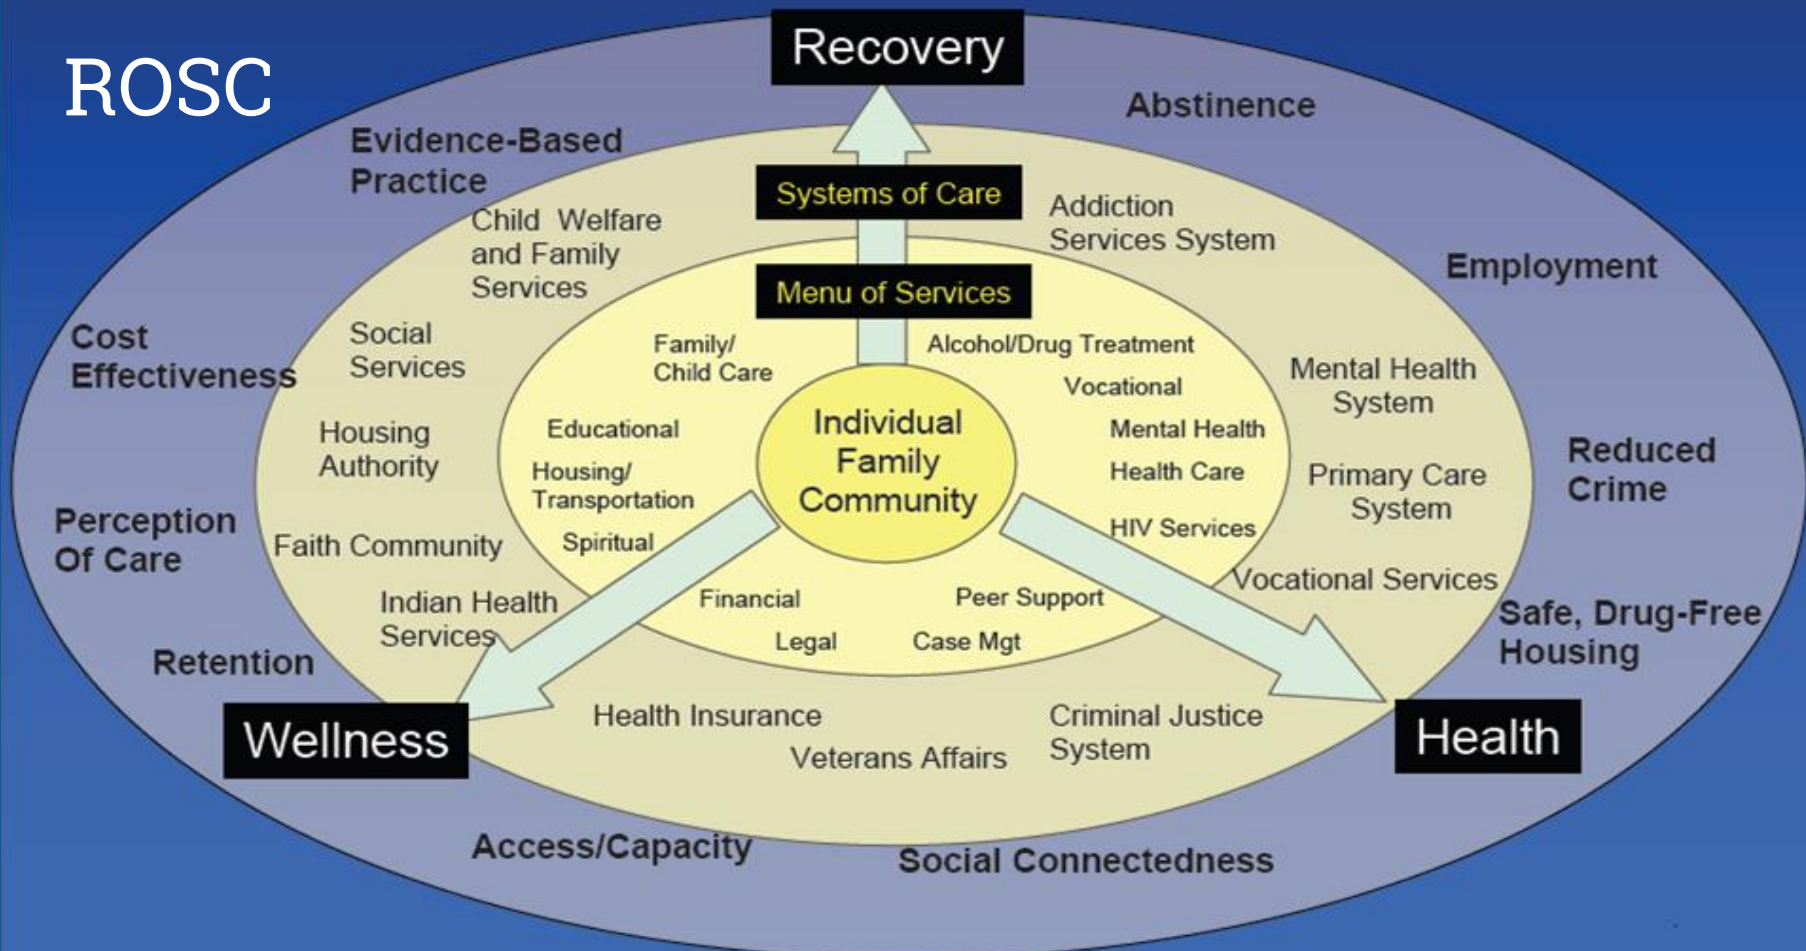 ROSC
Recovery
Abstinence
Evidence-Based
Practice
Systems of Care
Child Welfare
and Family
Services
Addiction
Services System
Employment
Menu of Services
Cost
Effectiveness
Social
Services
Family/
Child Care
Alcohol/Drug Treatment
Vocational
Mental Health
System
Individual
Family
Community
Housing
Authority
Educational
Mental Health
Reduced
Crime
Housing/
Transportation
Health Care
Primary Care
System
Perception
Of Care
Faith Community
Spiritual
HIV Services
Vocational Services
Indian Health
Services
Financial
Peer Support
Safe, Drug-Free
Housing
Legal
Case Mgt
Retention
Wellness
Health Insurance
Veterans Affairs
Criminal Justice
System
Health
Access/Capacity
Social Connectedness